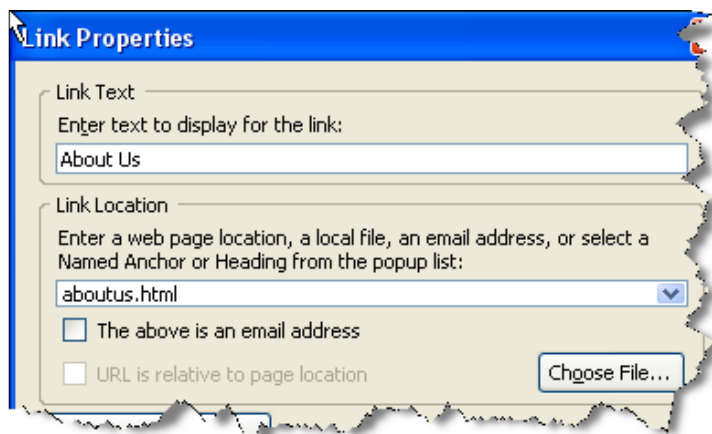 Link Properties
Link Text
Enter text to display for the link:
About Us
Link Location
Enter a web page location, a local file, an email address, or select a
Named Anchor or Heading from the popup list:
aboutus.html
The above is an email address
URL is relative to page location
Choose File...